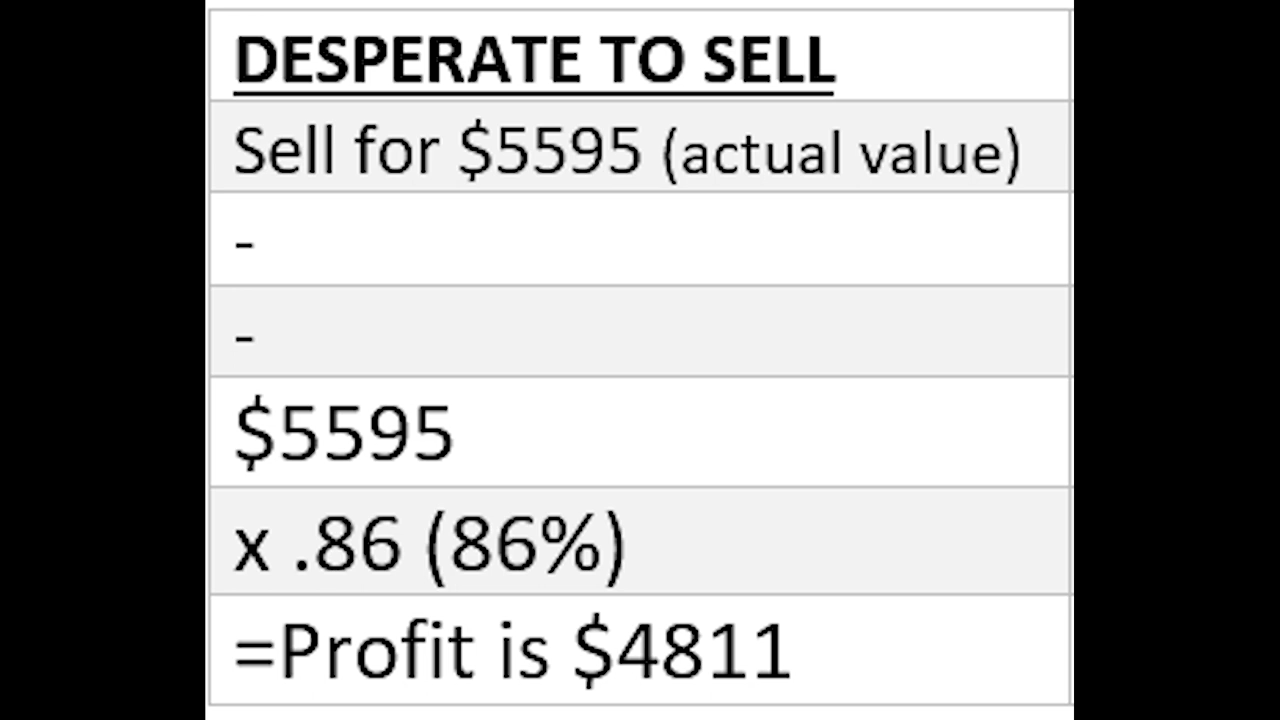 DESPERATE TO SELL
Sell for $5595 (actual value)
-
-
$5595
x .86 (86%)
=Profit is $4811